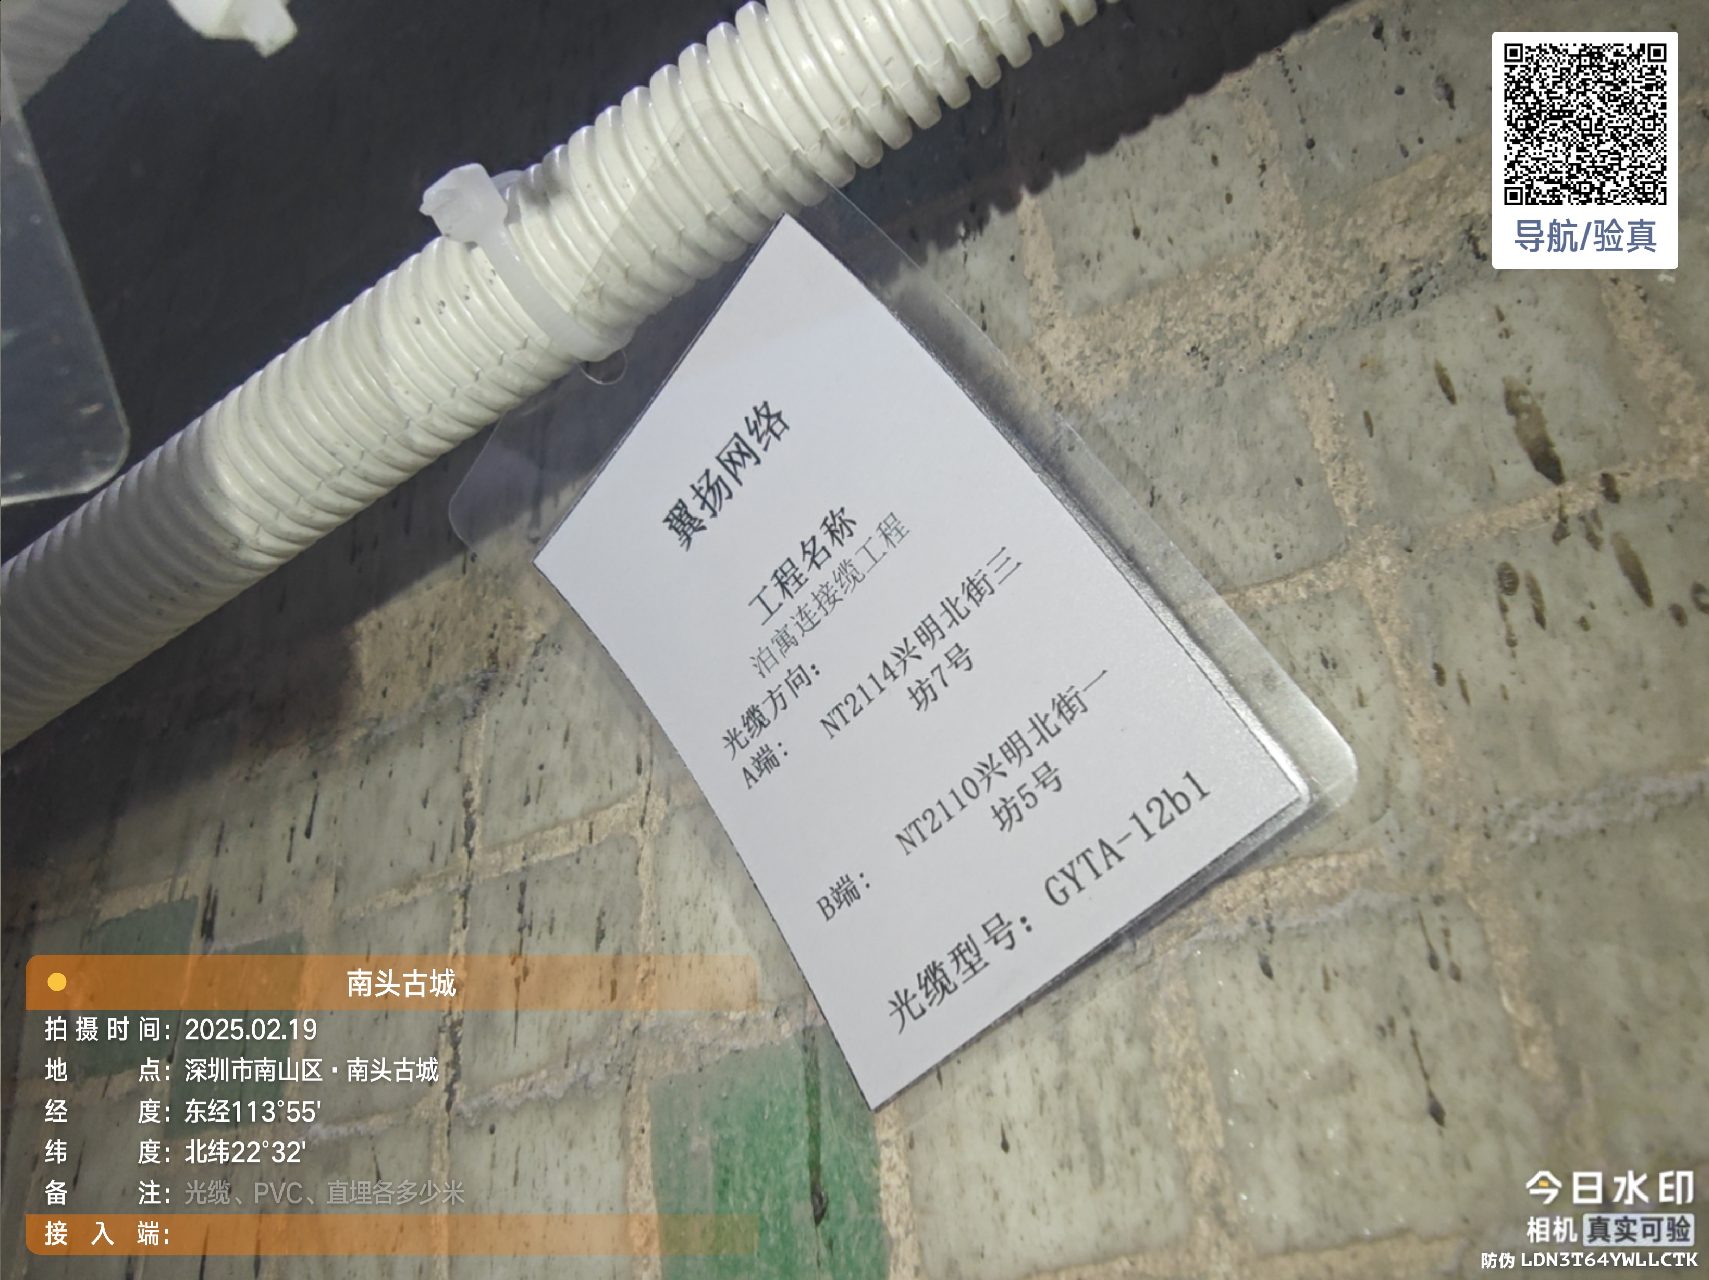 导航/验真
翼扬网络
工程名称
泊寓连接缆工程
光缆方向：
A端： NT2114兴明北街三
坊7号
B端： NT2110兴明北街一
坊5号
光缆型号：GYTA-12b1
南头古城
拍摄时间：2025.02.19
地点：深圳市南山区·南头古城
经度：东经113°55'
纬度：北纬22°32'
备注：光缆、PVC、直埋各多少米
接入端：
今日水印
相机 真实可验
防伪 LDN3T64YWLLCTK